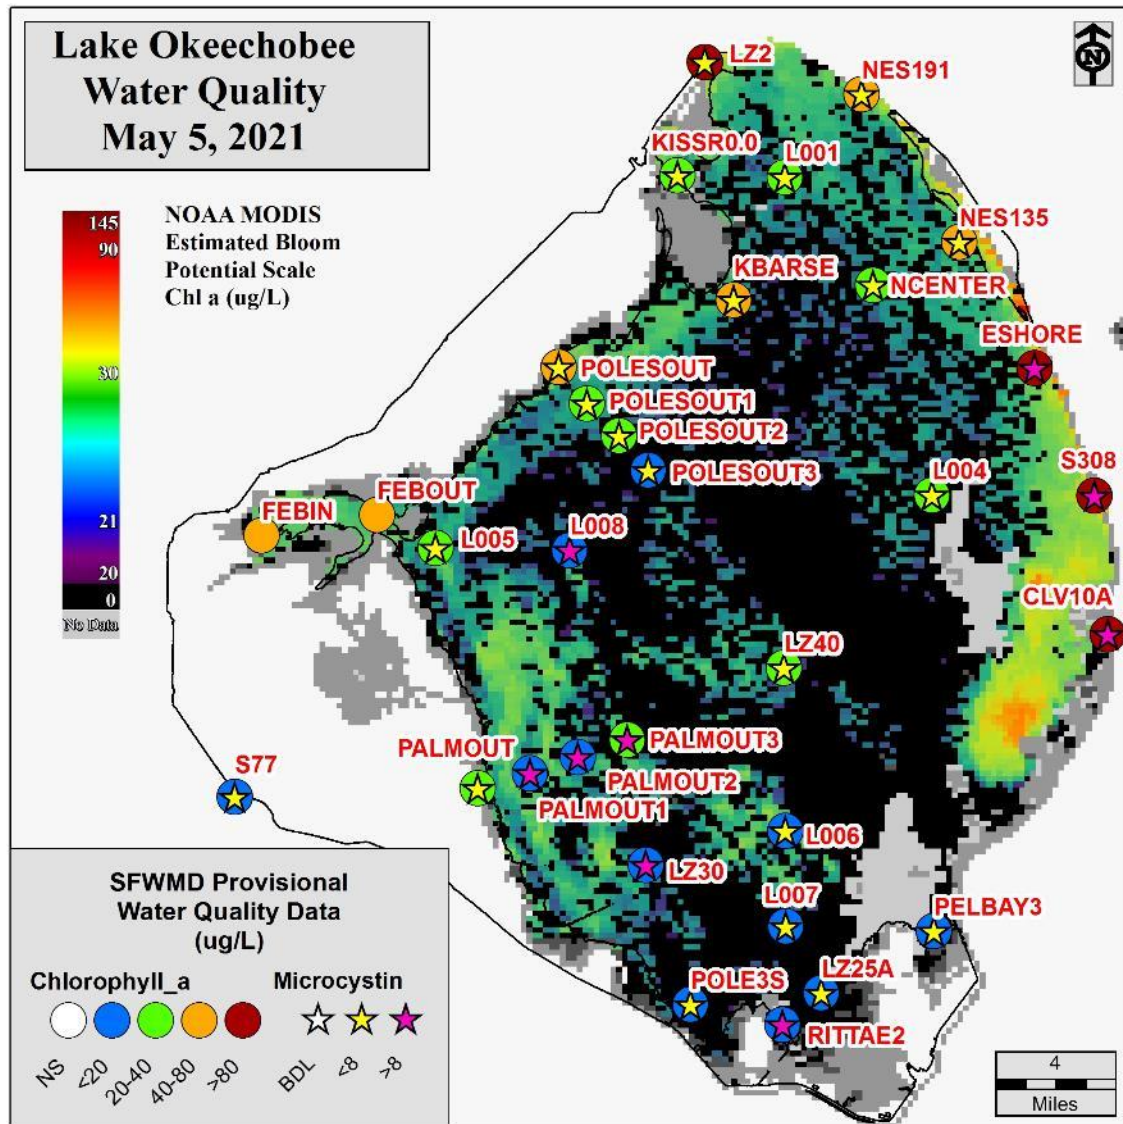 Lake Okeechobee
Water Quality
May 5, 2021
N
LZ2
NES191
KISSR0.0
L001
NOAA MODIS
Estimated Bloom
Potential Scale
Chl a (ug/L)
145
90
30
21
20
0
No Data
NES135
KBARSE
NCENTER
ESHORE
POLESOUT
POLESOUT1
POLESOUT2
POLESOUT3
L004
S308
FEBOUT
FEBIN
L005
L008
CLV10A
LZ40
PALMOUT
PALMOUT3
S77
PALMOUT2
PALMOUT1
L006
LZ30
L007
PELBAY3
LZ25A
POLE3S
RITTAE2
SFWMD Provisional
Water Quality Data
(ug/L)
Chlorophyll_a Microcystin
NS <20 20-40 40-80 >80 BDL <8 >8
4
Miles